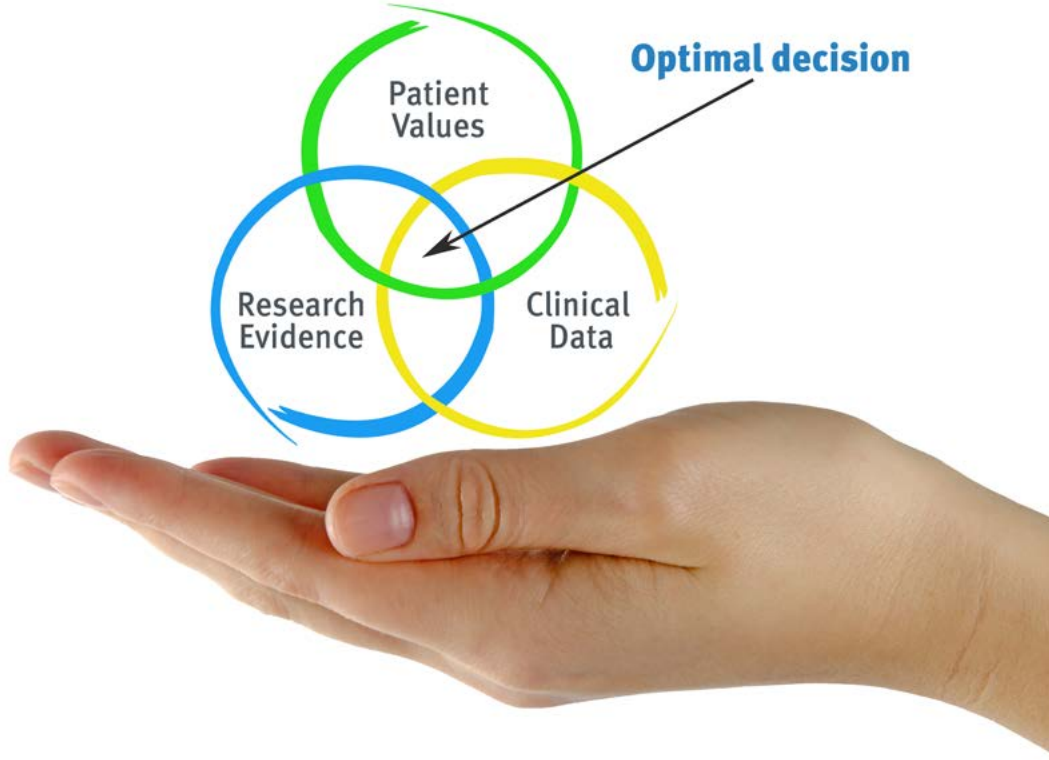 Optimal decision
Patient
Values
Research
Evidence
Clinical
Data